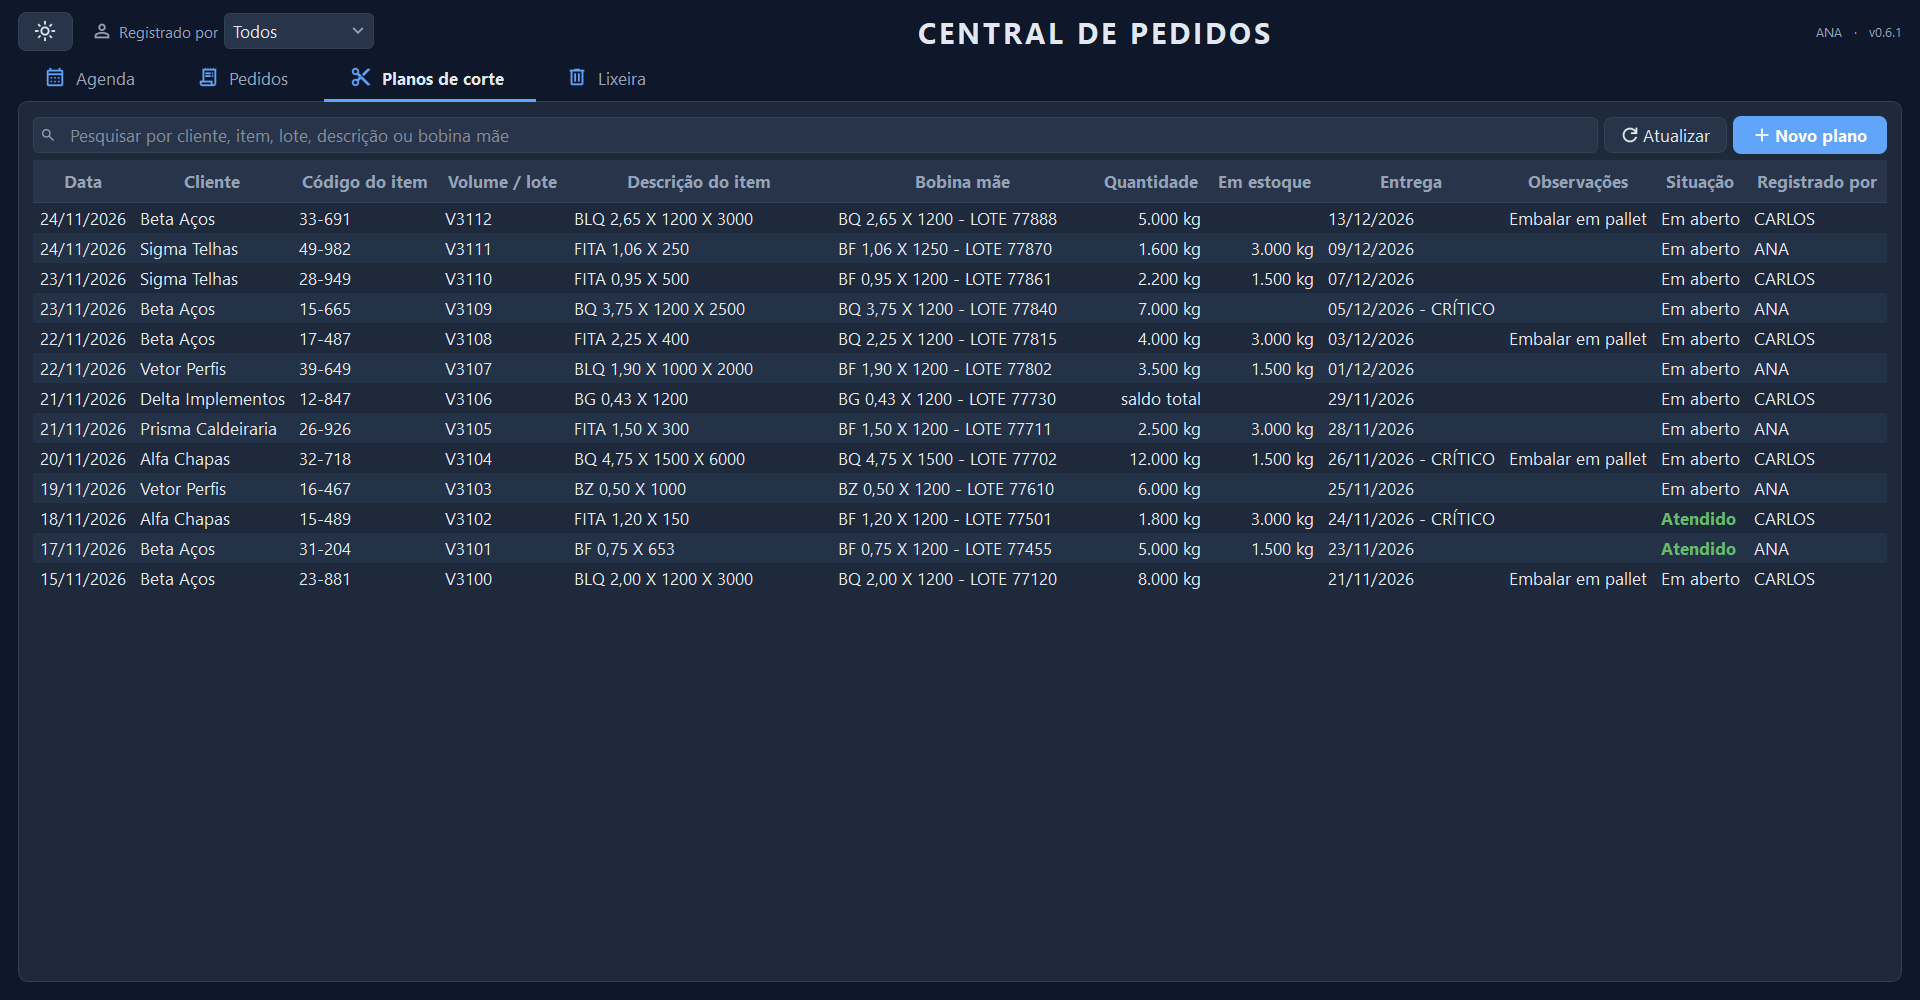 Registrado por Todos
CENTRAL DE PEDIDOS
ANA · v0.6.1
Agenda Pedidos Planos de corte Lixeira
Pesquisar por cliente, item, lote, descrição ou bobina mãe Atualizar + Novo plano
Data Cliente Código do item Volume / lote Descrição do item Bobina mãe Quantidade Em estoque Entrega Observações Situação Registrado por
24/11/2026 Beta Aços 33-691 V3112 BLQ 2,65 X 1200 X 3000 BQ 2,65 X 1200 - LOTE 77888 5.000 kg 13/12/2026 Embalar em pallet Em aberto CARLOS
24/11/2026 Sigma Telhas 49-982 V3111 FITA 1,06 X 250 BF 1,06 X 1250 - LOTE 77870 1.600 kg 3.000 kg 09/12/2026 Em aberto ANA
23/11/2026 Sigma Telhas 28-949 V3110 FITA 0,95 X 500 BF 0,95 X 1200 - LOTE 77861 2.200 kg 1.500 kg 07/12/2026 Em aberto CARLOS
23/11/2026 Beta Aços 15-665 V3109 BQ 3,75 X 1200 X 2500 BQ 3,75 X 1200 - LOTE 77840 7.000 kg 05/12/2026 - CRÍTICO Em aberto ANA
22/11/2026 Beta Aços 17-487 V3108 FITA 2,25 X 400 BQ 2,25 X 1200 - LOTE 77815 4.000 kg 3.000 kg 03/12/2026 Embalar em pallet Em aberto CARLOS
22/11/2026 Vetor Perfis 39-649 V3107 BLQ 1,90 X 1000 X 2000 BF 1,90 X 1200 - LOTE 77802 3.500 kg 1.500 kg 01/12/2026 Em aberto ANA
21/11/2026 Delta Implementos 12-847 V3106 BG 0,43 X 1200 BG 0,43 X 1200 - LOTE 77730 saldo total 29/11/2026 Em aberto CARLOS
21/11/2026 Prisma Caldeiraria 26-926 V3105 FITA 1,50 X 300 BF 1,50 X 1200 - LOTE 77711 2.500 kg 3.000 kg 28/11/2026 Em aberto ANA
20/11/2026 Alfa Chapas 32-718 V3104 BQ 4,75 X 1500 X 6000 BQ 4,75 X 1500 - LOTE 77702 12.000 kg 1.500 kg 26/11/2026 - CRÍTICO Embalar em pallet Em aberto CARLOS
19/11/2026 Vetor Perfis 16-467 V3103 BZ 0,50 X 1000 BZ 0,50 X 1200 - LOTE 77610 6.000 kg 25/11/2026 Em aberto ANA
18/11/2026 Alfa Chapas 15-489 V3102 FITA 1,20 X 150 BF 1,20 X 1200 - LOTE 77501 1.800 kg 3.000 kg 24/11/2026 - CRÍTICO Atendido CARLOS
17/11/2026 Beta Aços 31-204 V3101 BF 0,75 X 653 BF 0,75 X 1200 - LOTE 77455 5.000 kg 1.500 kg 23/11/2026 Atendido ANA
15/11/2026 Beta Aços 23-881 V3100 BLQ 2,00 X 1200 X 3000 BQ 2,00 X 1200 - LOTE 77120 8.000 kg 21/11/2026 Embalar em pallet Em aberto CARLOS